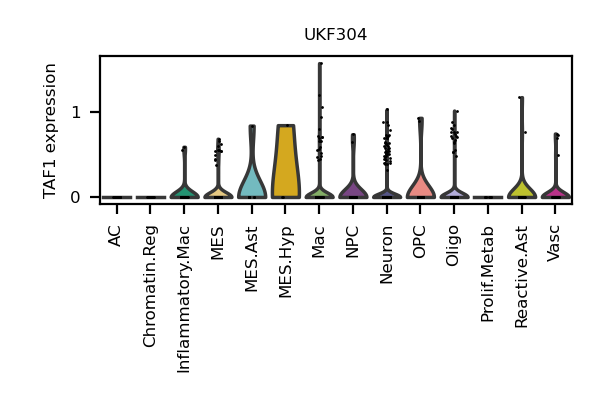 UKF304
TAF1 expression
1
0
AC
Chromatin.Reg
Inflammatory.Mac
MES
MES.Ast
MES.Hyp
Mac
NPC
Neuron
OPC
Oligo
Prolif.Metab
Reactive.Ast
Vasc